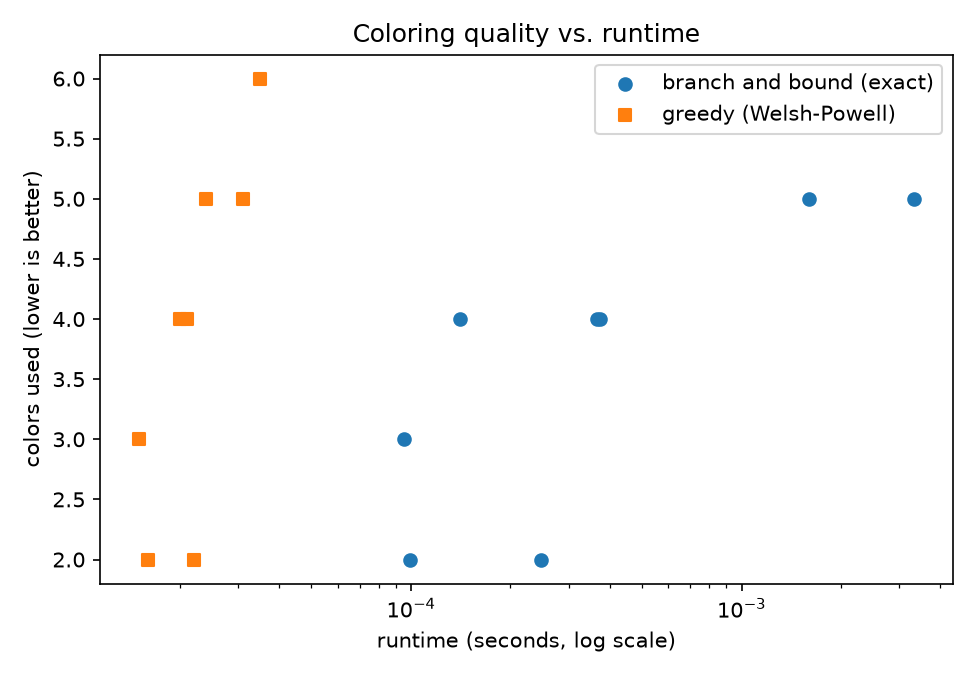 Coloring quality vs. runtime
branch and bound (exact)
greedy (Welsh-Powell)
colors used (lower is better)
6.0
5.5
5.0
4.5
4.0
3.5
3.0
2.5
2.0
10⁻⁴
10⁻³
runtime (seconds, log scale)